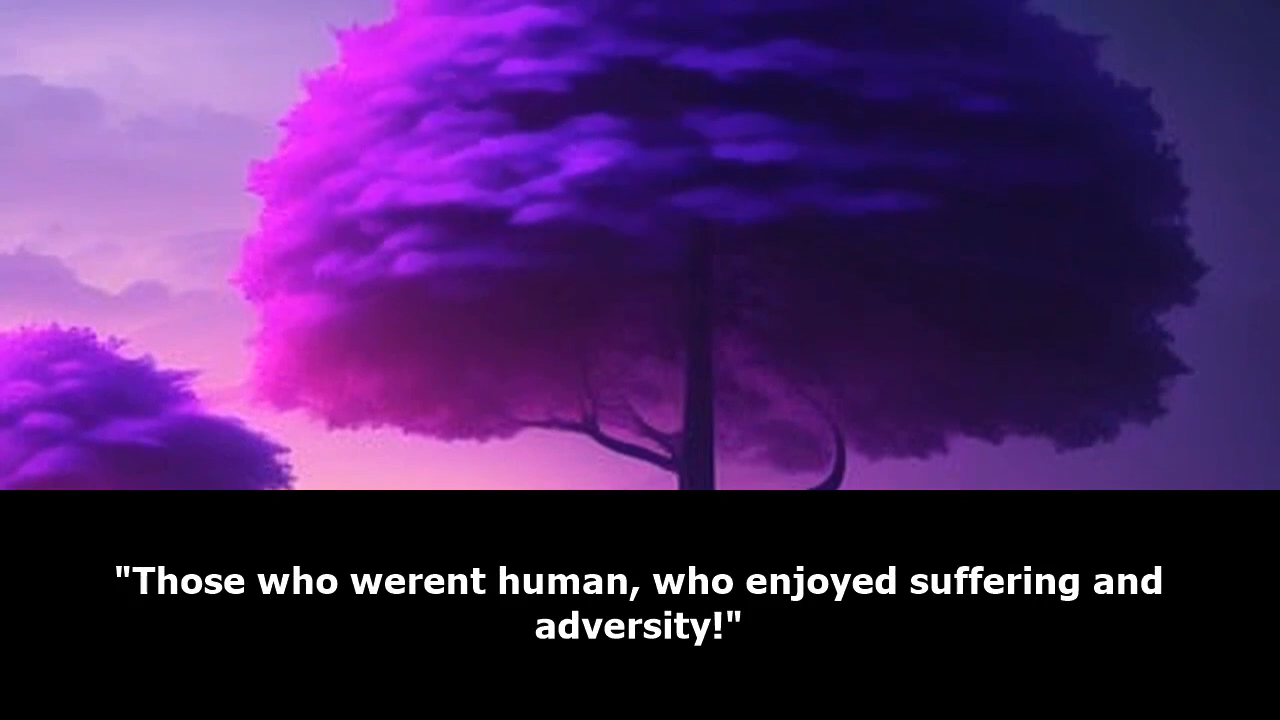 "Those who werent human, who enjoyed suffering and
adversity!"